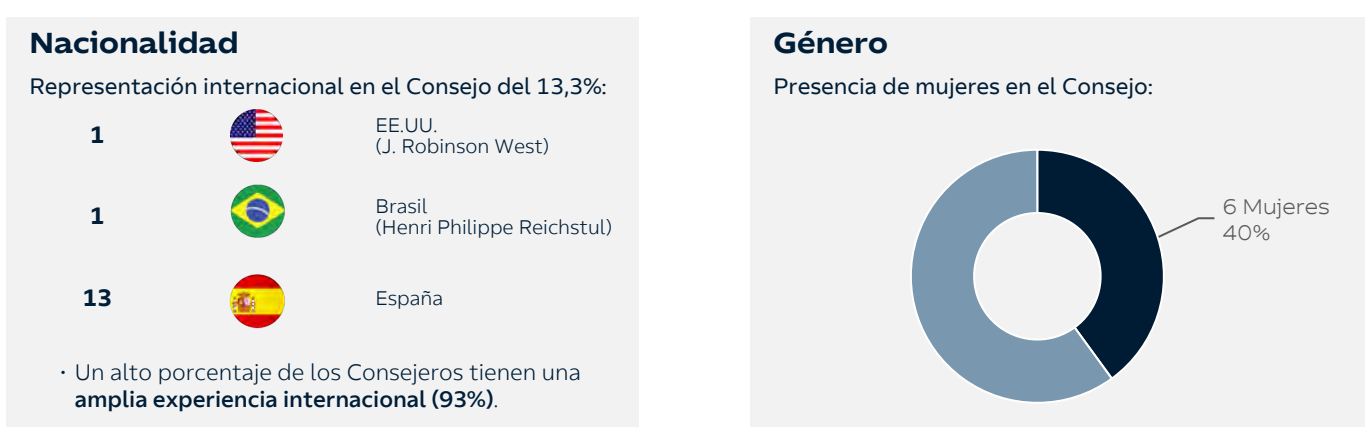 Nacionalidad
Representación internacional en el Consejo del 13,3%:
1
EE.UU.
(J. Robinson West)
1
Brasil
(Henri Philippe Reichstul)
13
España
· Un alto porcentaje de los Consejeros tienen una
amplia experiencia internacional (93%).
Género
Presencia de mujeres en el Consejo:
6 Mujeres
40%